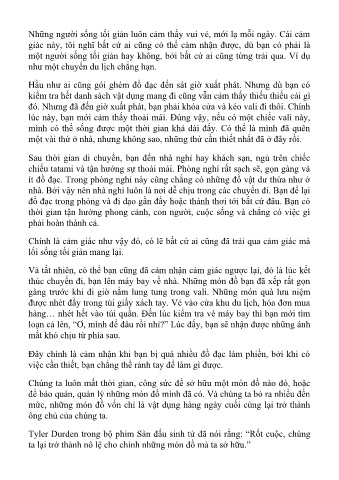 Những người sống tối giản luôn cảm thấy vui vẻ, mới lạ mỗi ngày. Cái cảm
giác này, tôi nghĩ bất cứ ai cũng có thể cảm nhận được, dù bạn có phải là
một người sống tối giản hay không, bởi bất cứ ai cũng từng trải qua. Ví dụ
như một chuyến du lịch chẳng hạn.
Hầu như ai cũng gói ghém đồ đạc đến sát giờ xuất phát. Nhưng dù bạn có
kiểm tra hết danh sách vật dụng mang đi cũng vẫn cảm thấy thiếu thiếu cái gì
đó. Nhưng đã đến giờ xuất phát, bạn phải khóa cửa và kéo vali đi thôi. Chính
lúc này, bạn mới cảm thấy thoải mái. Đúng vậy, nếu có một chiếc vali này,
mình có thể sống được một thời gian khá dài đấy. Có thể là mình đã quên
một vài thứ ở nhà, nhưng không sao, những thứ cần thiết nhất đã ở đây rồi.
Sau thời gian di chuyển, bạn đến nhà nghỉ hay khách sạn, ngủ trên chiếc
chiếu tatami và tận hưởng sự thoải mái. Phòng nghỉ rất sạch sẽ, gọn gàng và
ít đồ đạc. Trong phòng nghỉ này cũng chẳng có những đồ vật dư thừa như ở
nhà. Bởi vậy nên nhà nghỉ luôn là nơi dễ chịu trong các chuyến đi. Bạn để lại
đồ đạc trong phòng và đi dạo gần đấy hoặc thảnh thơi tới bất cứ đâu. Bạn có
thời gian tận hưởng phong cảnh, con người, cuộc sống và chẳng có việc gì
phải hoàn thành cả.
Chính là cảm giác như vậy đó, có lẽ bất cứ ai cũng đã trải qua cảm giác mà
lối sống tối giản mang lại.
Và tất nhiên, có thể bạn cũng đã cảm nhận cảm giác ngược lại, đó là lúc kết
thúc chuyến đi, bạn lên máy bay về nhà. Những món đồ bạn đã xếp rất gọn
gàng trước khi đi giờ nằm lung tung trong vali. Những món quà lưu niệm
được nhét đầy trong túi giấy xách tay. Vé vào cửa khu du lịch, hóa đơn mua
hàng… nhét hết vào túi quần. Đến lúc kiểm tra vé máy bay thì bạn mới tìm
loạn cả lên, “Ơ, mình để đâu rồi nhỉ?” Lúc đấy, bạn sẽ nhận được những ánh
mắt khó chịu từ phía sau.
Đây chính là cảm nhận khi bạn bị quá nhiều đồ đạc làm phiền, bởi khi có
việc cần thiết, bạn chẳng thể rảnh tay để làm gì được.
Chúng ta luôn mất thời gian, công sức để sở hữu một món đồ nào đó, hoặc
để bảo quản, quản lý những món đồ mình đã có. Và chúng ta bỏ ra nhiều đến
mức, những món đồ vốn chỉ là vật dụng hàng ngày cuối cùng lại trở thành
ông chủ của chúng ta.
Tyler Durden trong bộ phim Sàn đấu sinh tử đã nói rằng: “Rốt cuộc, chúng
ta lại trở thành nô lệ cho chính những món đồ mà ta sở hữu.”